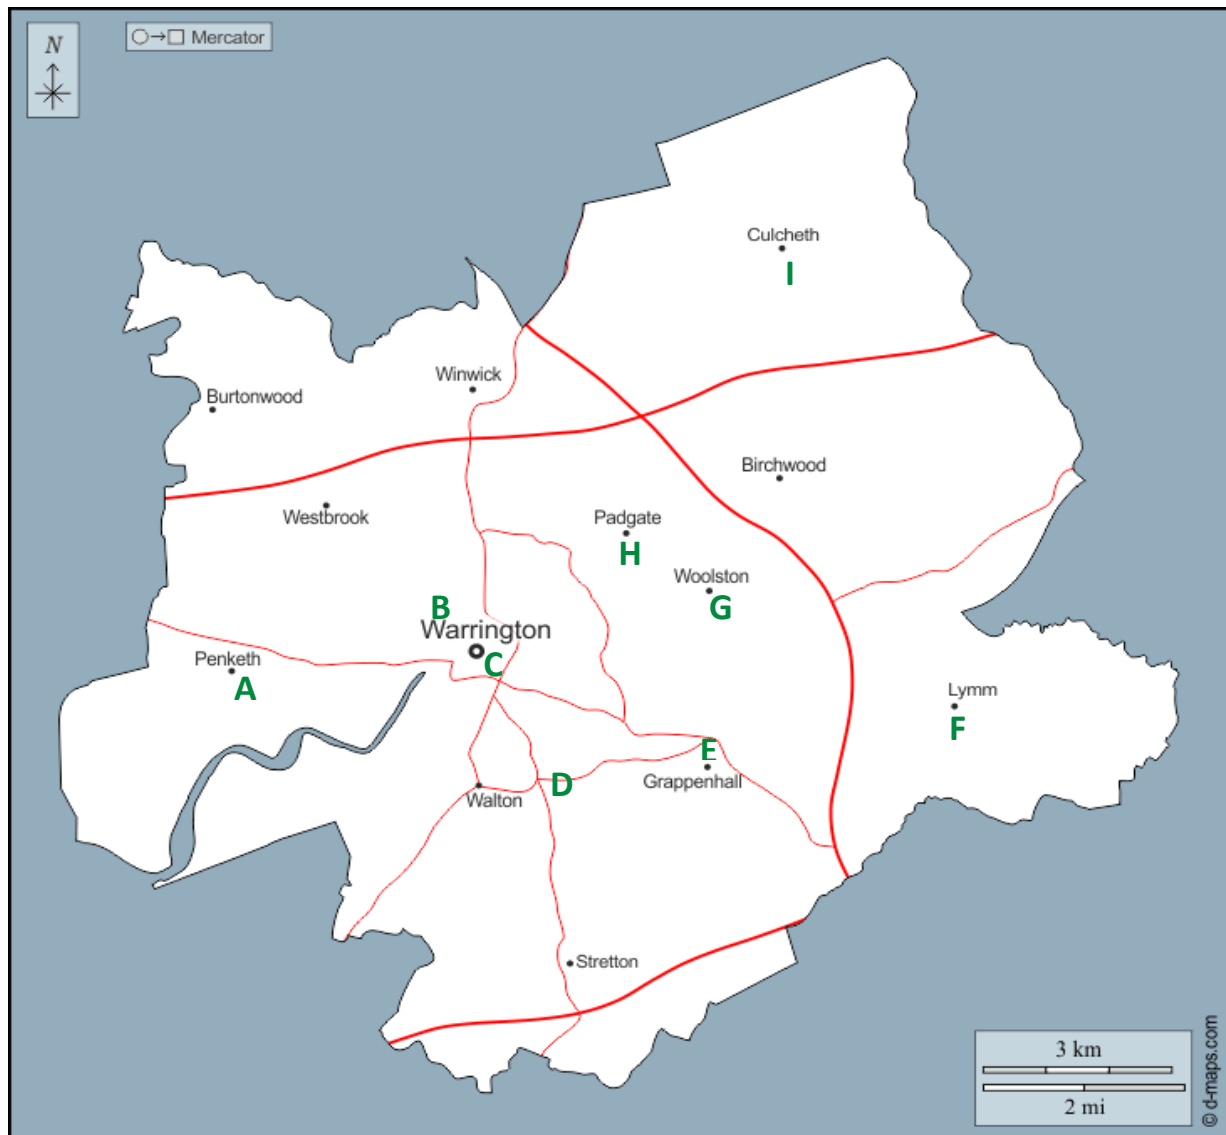 N
Mercator
Culcheth
I
Winwick
Burtonwood
Birchwood
Westbrook
Padgate
H
Woolston
G
B
Warrington
C
Penketh
A
Lymm
F
E
Grappenhall
D
Walton
Stretton
3 km
2 mi
© d-maps.com